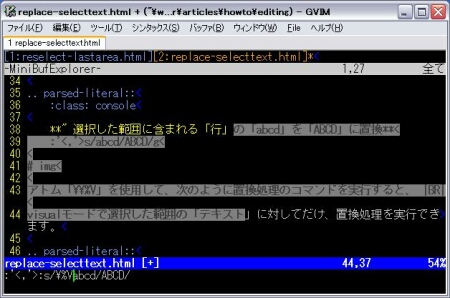 replace-selecttext.html + (~¥w...r¥articles¥howto¥editing) - GVIM
ファイル(F) 編集(E) ツール(T) シンタックス(S) バッファ(B) ウィンドウ(W) File ヘルプ(H)
1 replace-selecttext.html
[1:reselect-lastarea.html][2:replace-selecttext.html]*<
-MiniBufExplorer- 1,27 全て
34 <
35 .. parsed-literal::<
36     :class: console<
37 <
38     **" 選択した範囲に含まれる「行」の「abcd」を「ABCD」に置換**<
39     :'<,'>s/abcd/ABCD/g<
40 <
41 # img<
42 <
43 アトム「¥¥%V」を使用して、次のように置換処理のコマンドを実行すると、|BR|
<
44 visualモードで選択した範囲の「テキスト」に対してだけ、置換処理を実行でき
ます。<
45 <
46 .. parsed-literal::<
replace-selecttext.html [+] 44,37 54%
:'<,'>:s/¥%Vabcd/ABCD/